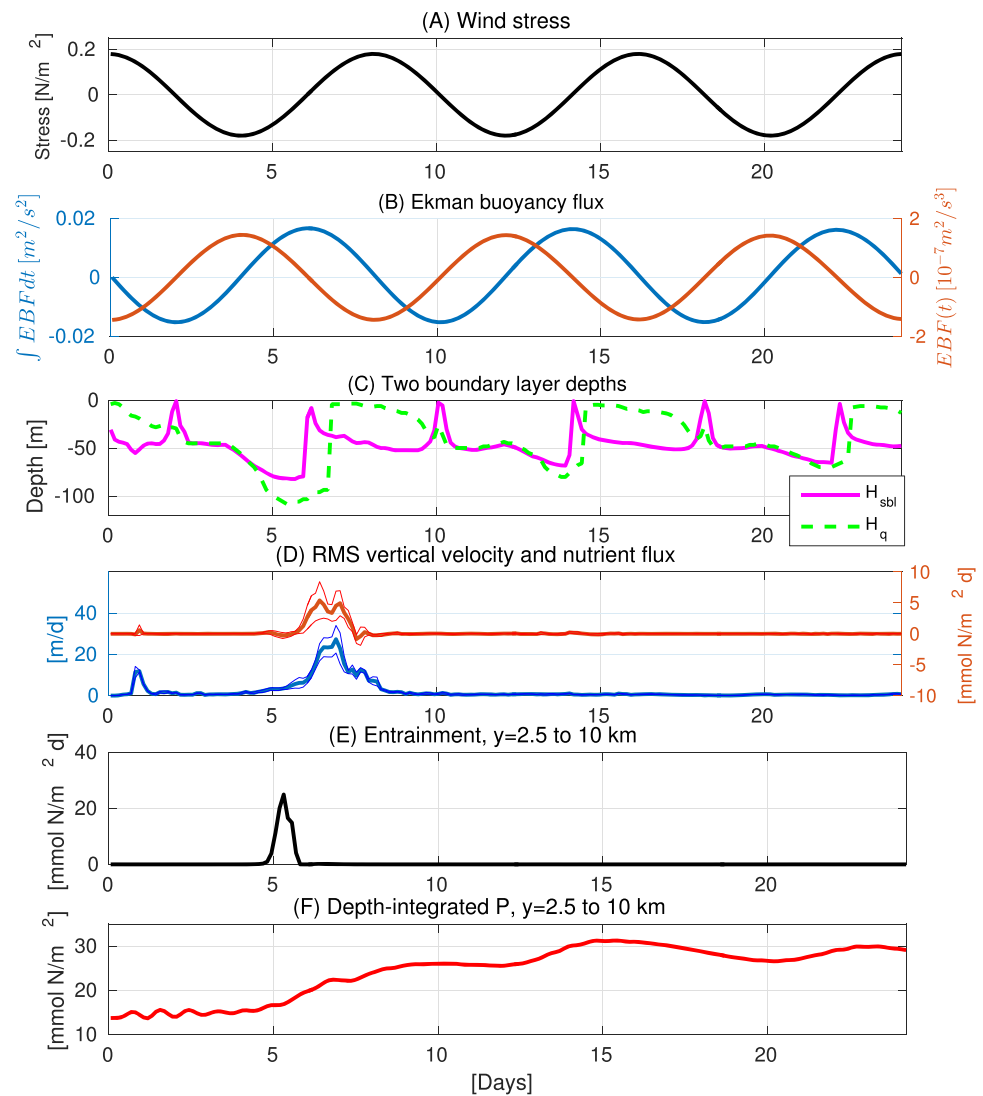 (A) Wind stress
Stress [N/m 2]
0.2
0
-0.2
0 5 10 15 20
(B) Ekman buoyancy flux
∫ EBFdt [m²/s²]
0.02
0
-0.02
2
0
-2
EBF(t) [10⁻⁷m²/s³]
0 5 10 15 20
(C) Two boundary layer depths
Depth [m]
0
-50
-100
H sbl
H q
0 5 10 15 20
(D) RMS vertical velocity and nutrient flux
[m/d]
40
20
0
10
5
0
-5
-10
[mmol N/m 2 d]
0 5 10 15 20
(E) Entrainment, y=2.5 to 10 km
[mmol N/m 2 d]
40
20
0
0 5 10 15 20
(F) Depth-integrated P, y=2.5 to 10 km
[mmol N/m 2]
30
20
10
0 5 10 15 20
[Days]